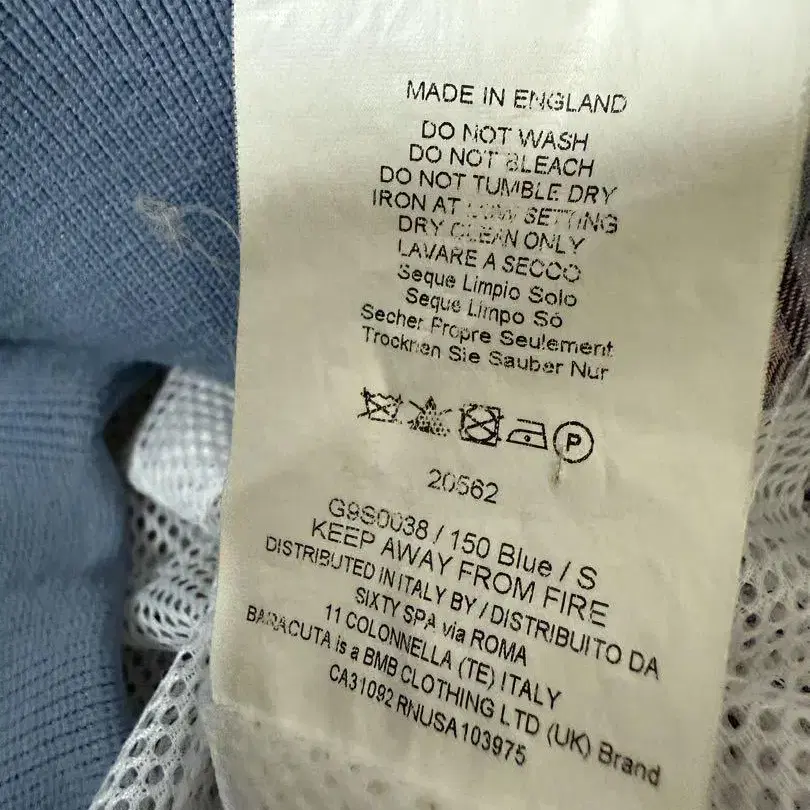 MADE IN ENGLAND
DO NOT WASH
DO NOT BLEACH
DO NOT TUMBLE DRY
IRON AT LOW SETTING
DRY CLEAN ONLY
LAVARE A SECCO
Seque Limpio Solo
Seque Limpo Só
Secher Propre Seulement
Trocknen Sie Sauber Nur
P
20562
G9S0038 / 150 Blue / S
KEEP AWAY FROM FIRE
DISTRIBUTED IN ITALY BY / DISTRIBUITO DA
SIXTY SPA via ROMA
11 COLONNELLA (TE) ITALY
BARACUTA is a BMB CLOTHING LTD (UK) Brand
CA31092 RNUSA103975